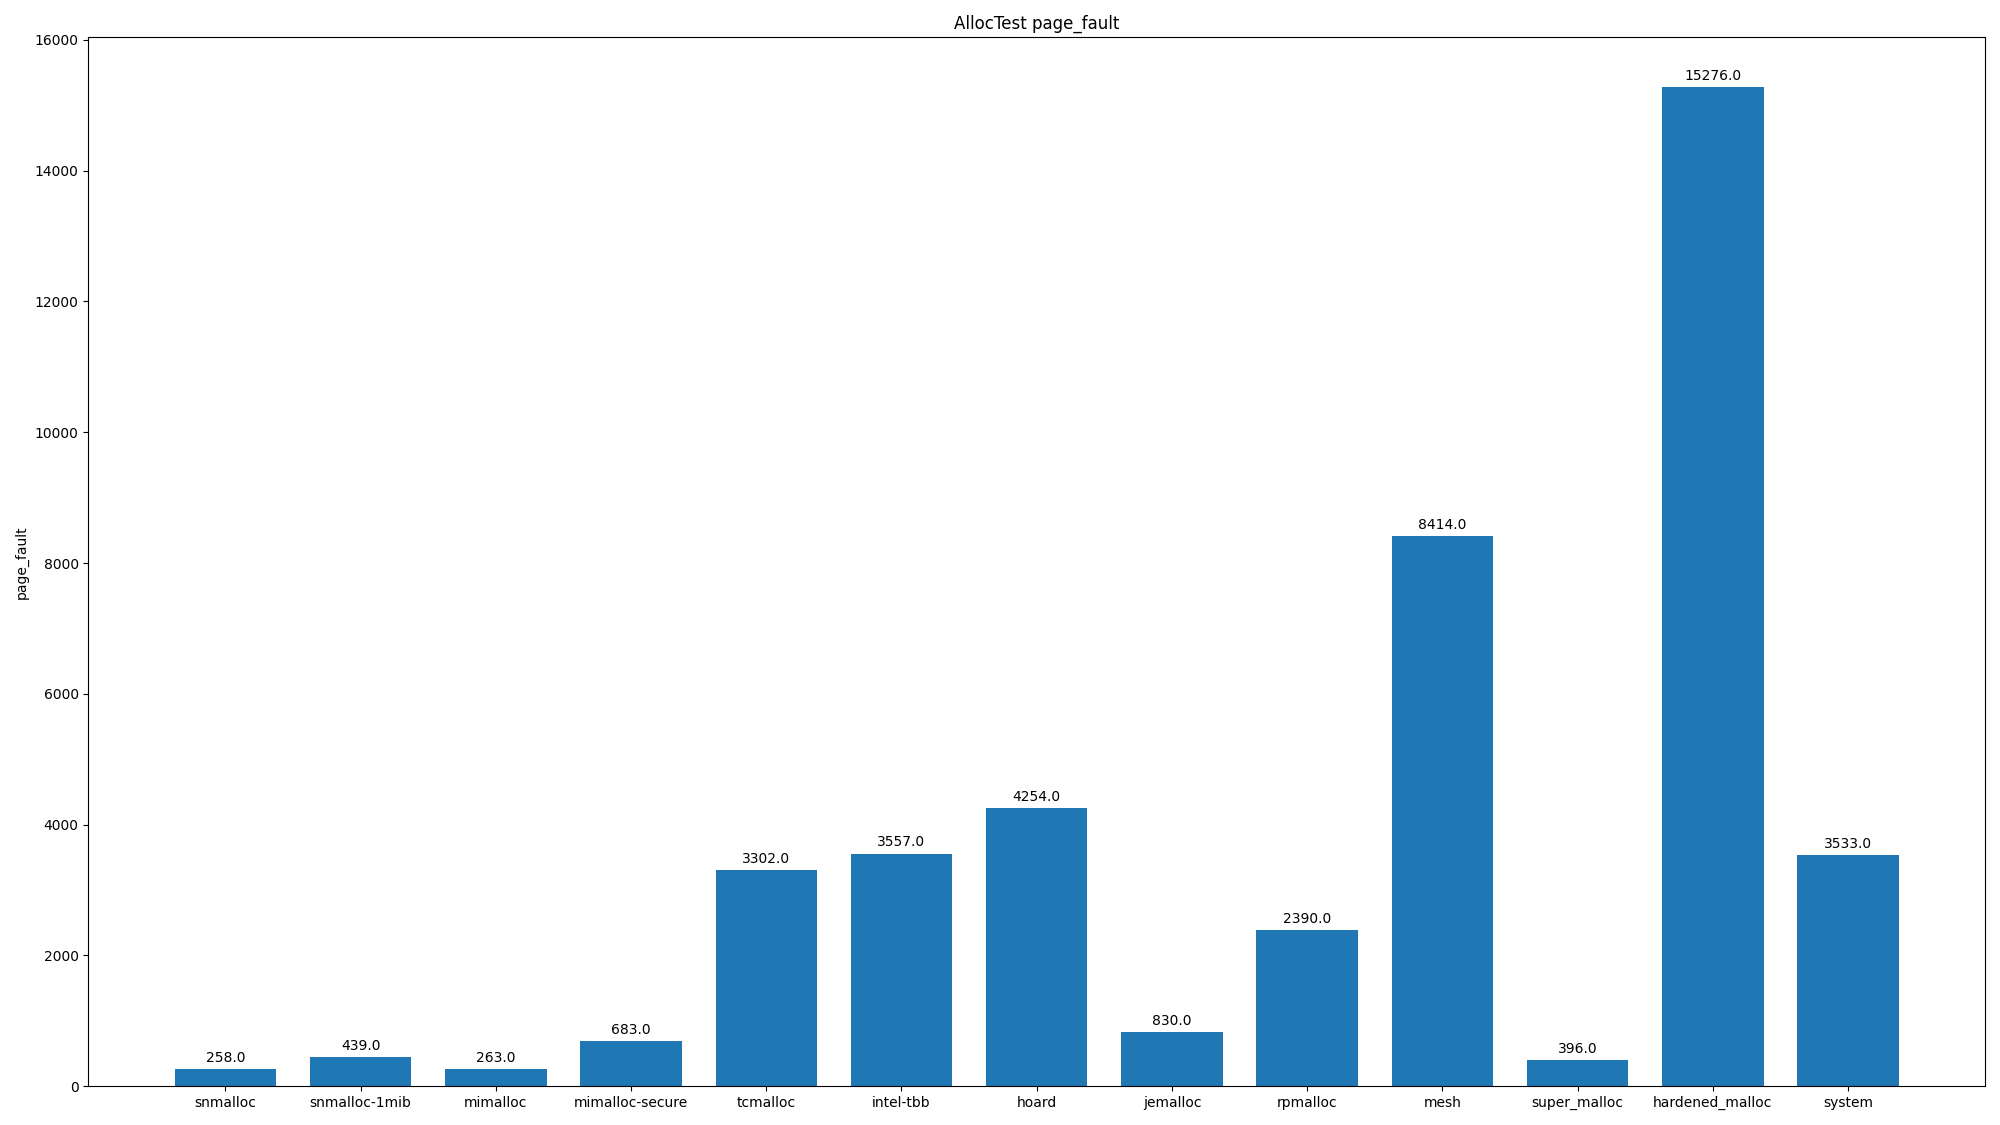 AllocTest page_fault
page_fault
16000
14000
12000
10000
8000
6000
4000
2000
0
258.0
439.0
263.0
683.0
3302.0
3557.0
4254.0
830.0
2390.0
8414.0
396.0
15276.0
3533.0
snmalloc
snmalloc-1mib
mimalloc
mimalloc-secure
tcmalloc
intel-tbb
hoard
jemalloc
rpmalloc
mesh
super_malloc
hardened_malloc
system